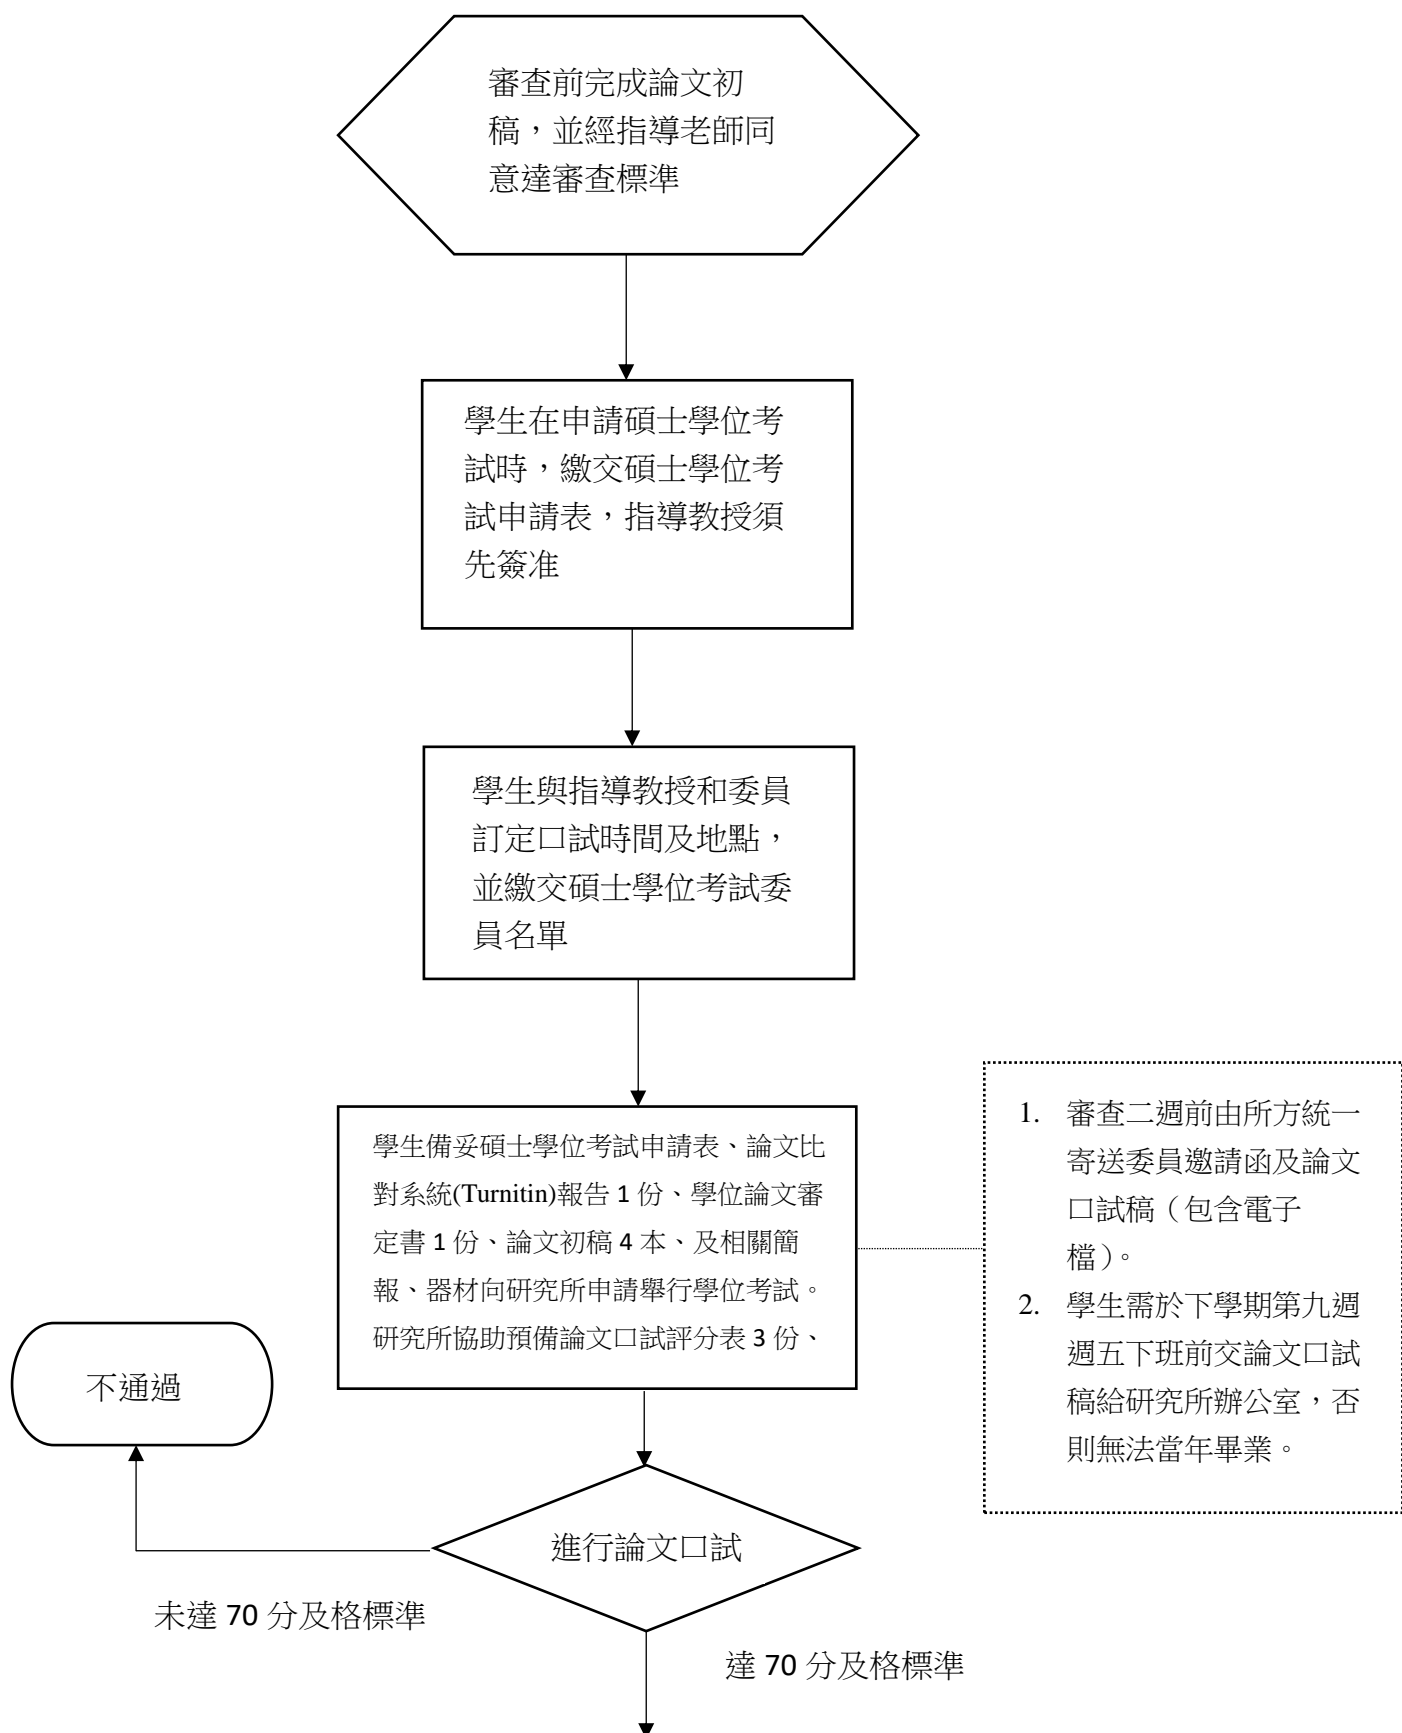 審查前完成論文初
稿，並經指導老師同
意達審查標準
學生在申請碩士學位考
試時，繳交碩士學位考
試申請表，指導教授須
先簽准
學生與指導教授和委員
訂定口試時間及地點，
並繳交碩士學位考試委
員名單
學生備妥碩士學位考試申請表、論文比
對系統(Turnitin)報告 1 份、學位論文審
定書 1 份、論文初稿 4 本、及相關簡
報、器材向研究所申請舉行學位考試。
研究所協助預備論文口試評分表 3 份、
1. 審查二週前由所方統一
寄送委員邀請函及論文
口試稿（包含電子
檔）。
2. 學生需於下學期第九週
週五下班前交論文口試
稿給研究所辦公室，否
則無法當年畢業。
不通過
進行論文口試
未達 70 分及格標準
達 70 分及格標準